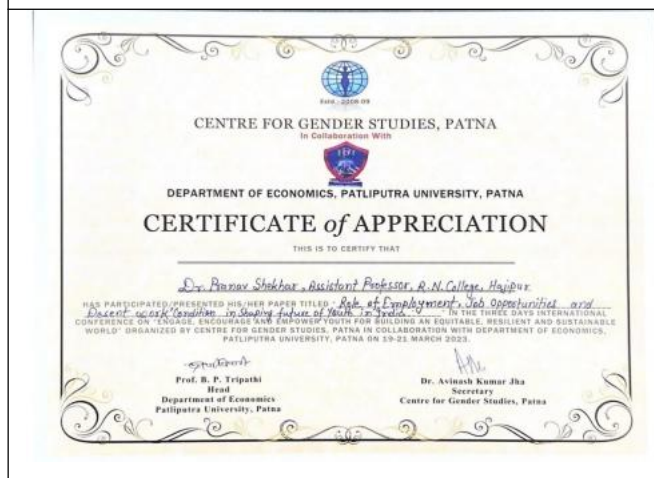 Estd.: 2008-09
CENTRE FOR GENDER STUDIES, PATNA
In Collaboration With
DEPARTMENT OF ECONOMICS, PATLIPUTRA UNIVERSITY, PATNA
CERTIFICATE of APPRECIATION
THIS IS TO CERTIFY THAT
Dr. Pranav Shekhar, Assistant Professor, R.N. College, Hajipur
HAS PARTICIPATED/PRESENTED HIS/HER PAPER TITLED "Role of Employment, Job Opportunities and
Decent work Condition in Shaping future of Youth in India" IN THE THREE DAYS INTERNATIONAL
CONFERENCE ON "ENGAGE, ENCOURAGE AND EMPOWER YOUTH FOR BUILDING AN EQUITABLE, RESILIENT AND SUSTAINABLE
WORLD" ORGANIZED BY CENTRE FOR GENDER STUDIES, PATNA IN COLLABORATION WITH DEPARTMENT OF ECONOMICS,
PATLIPUTRA UNIVERSITY, PATNA ON 19-21 MARCH 2023.
Prof. B. P. Tripathi
Head
Department of Economics
Patliputra University, Patna
Dr. Avinash Kumar Jha
Secretary
Centre for Gender Studies, Patna